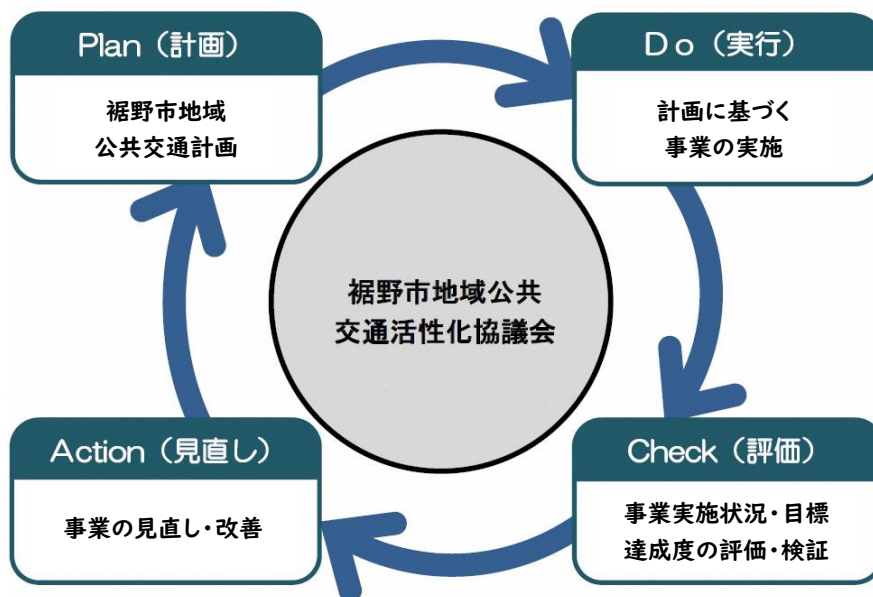 Plan（計画）
裾野市地域
公共交通計画
Do（実行）
計画に基づく
事業の実施
裾野市地域公共
交通活性化協議会
Action（見直し）
事業の見直し・改善
Check（評価）
事業実施状況・目標
達成度の評価・検証